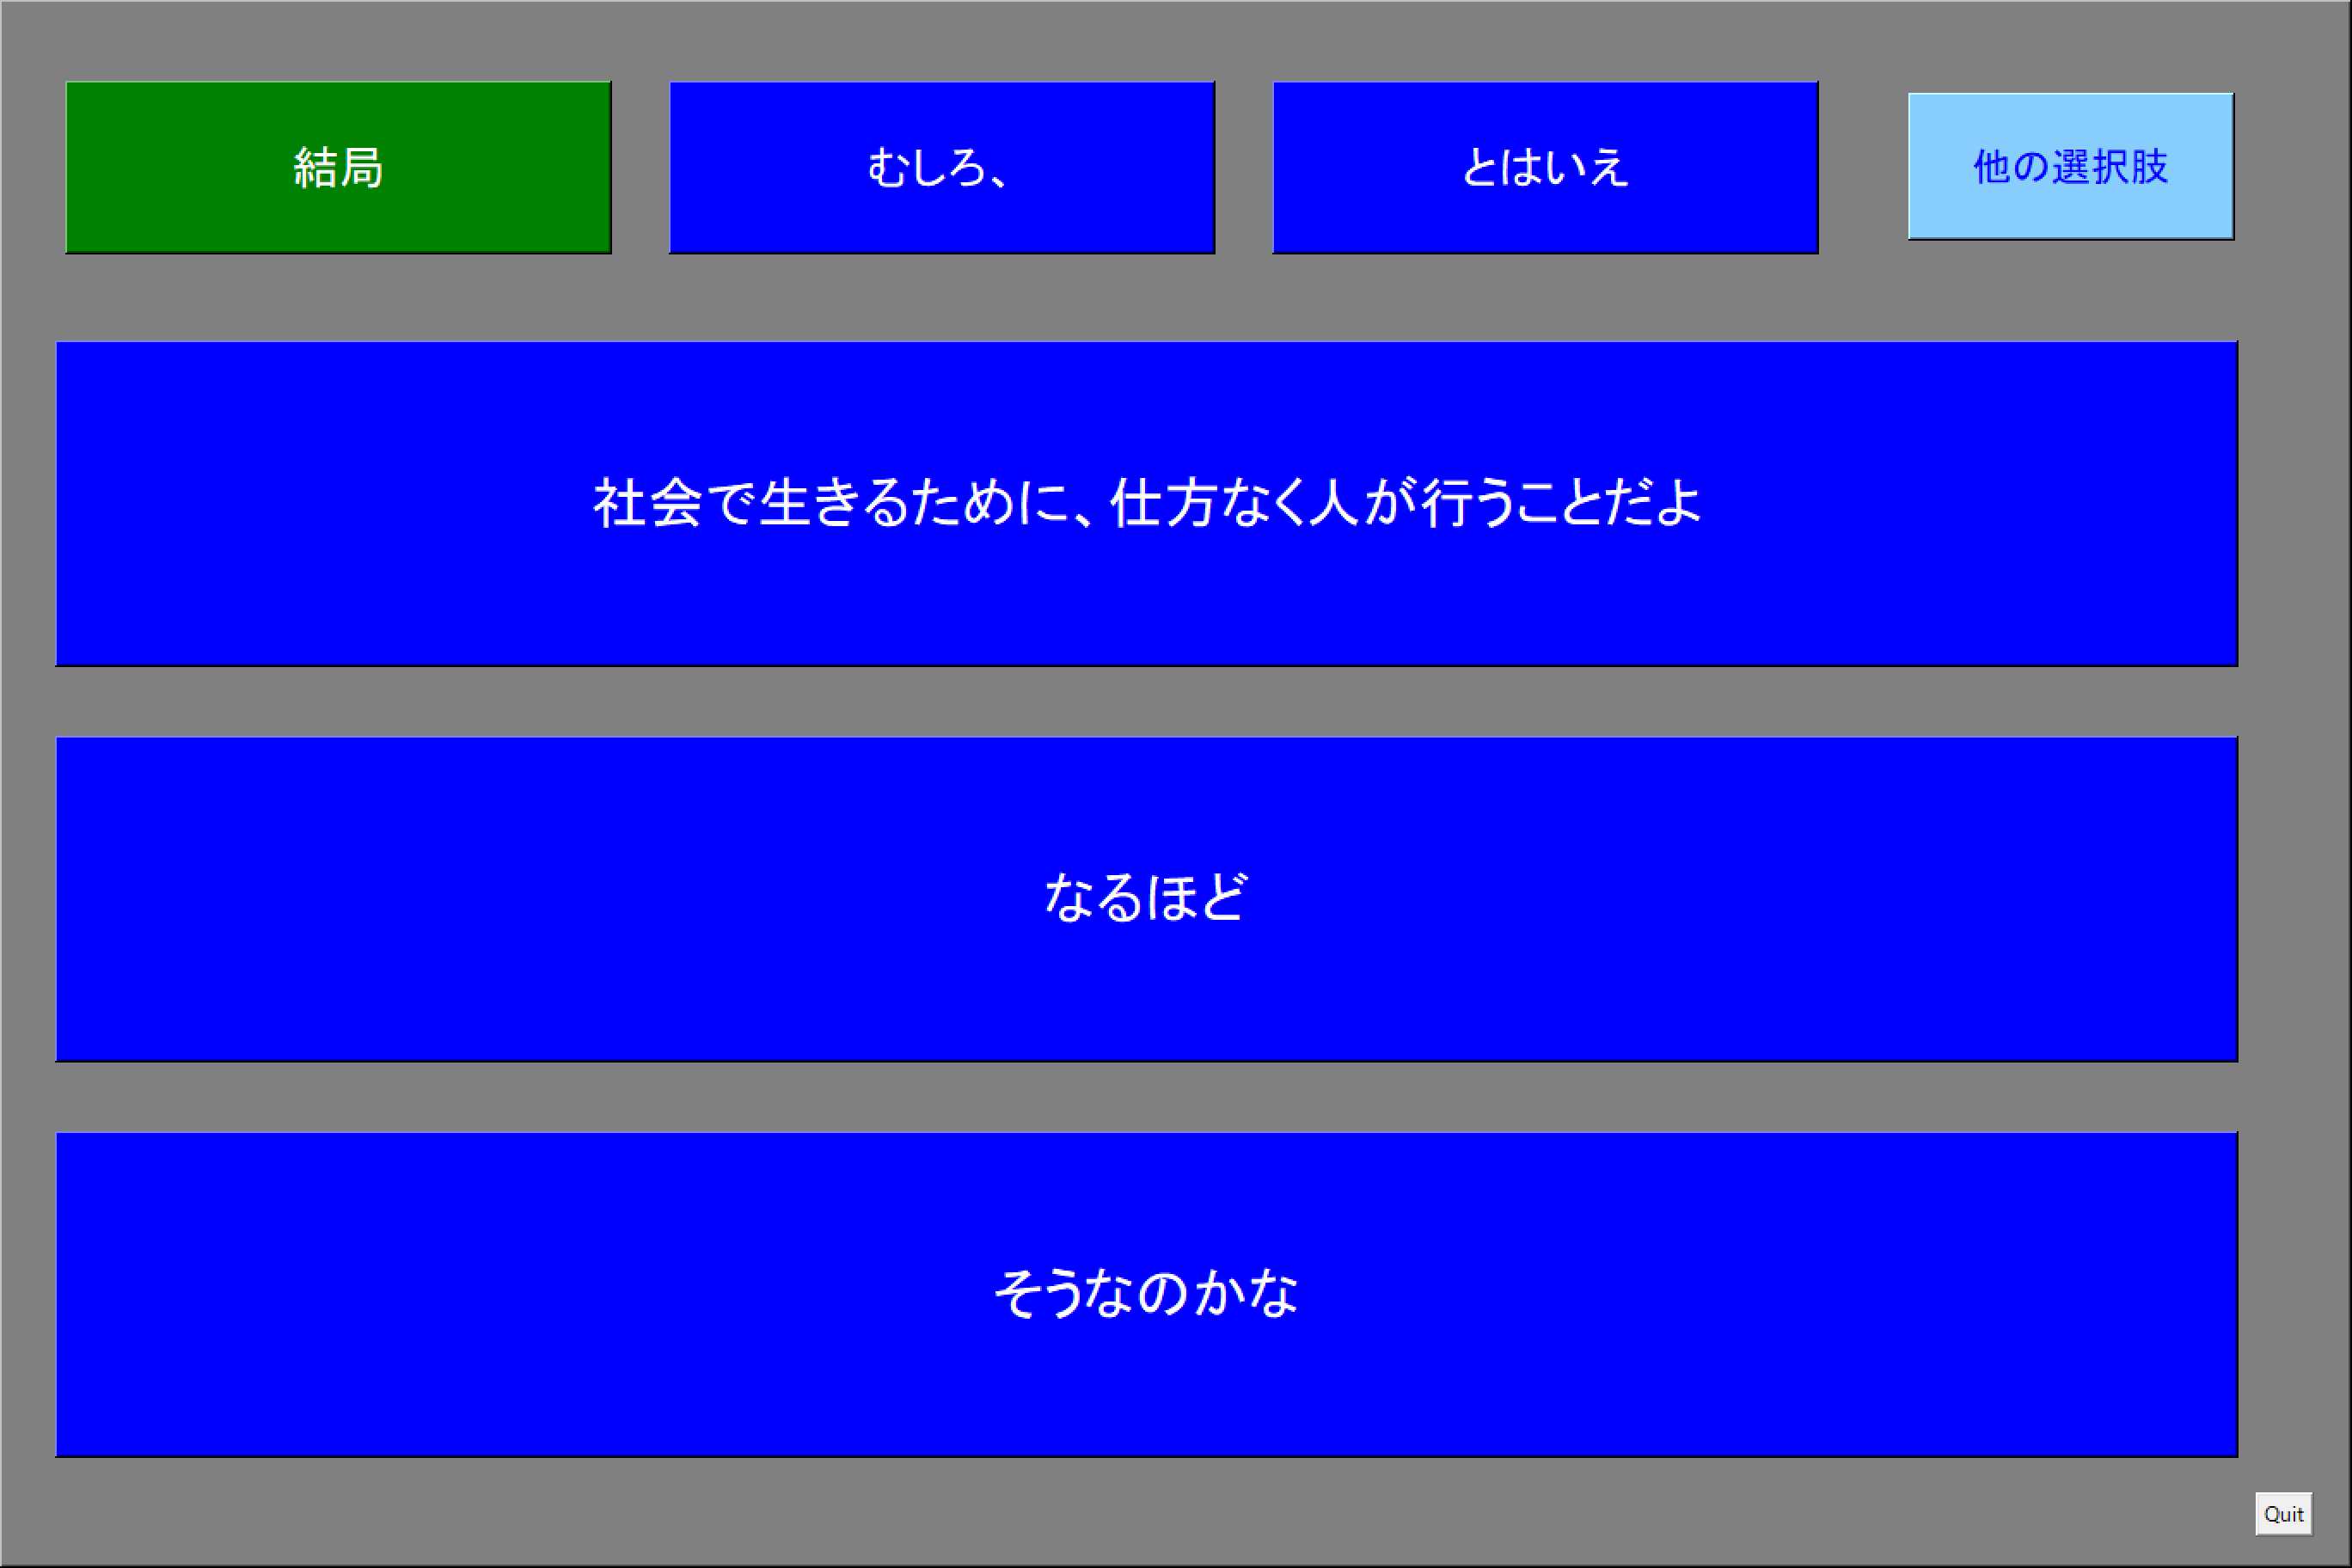 結局
むしろ、
とはいえ
他の選択肢
社会で生きるために、仕方なく人が行うことだよ
なるほど
そうなのかな
Quit